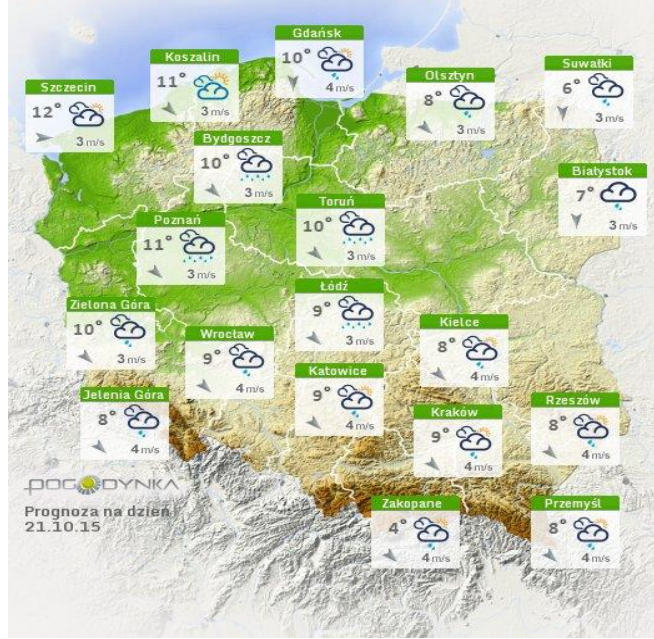 Gdańsk
10°
4 m/s
Koszalin
11°
3 m/s
Suwałki
6°
3 m/s
Olsztyn
8°
3 m/s
Szczecin
12°
3 m/s
Bydgoszcz
10°
3 m/s
Białystok
7°
3 m/s
Toruń
10°
3 m/s
Poznań
11°
3 m/s
Łódź
9°
3 m/s
Zielona Góra
10°
3 m/s
Kielce
8°
4 m/s
Wrocław
9°
4 m/s
Katowice
9°
4 m/s
Jelenia Góra
8°
4 m/s
Rzeszów
8°
4 m/s
Kraków
9°
4 m/s
POGODYNKA
Prognoza na dzień
21.10.15
Zakopane
4°
4 m/s
Przemyśl
8°
4 m/s